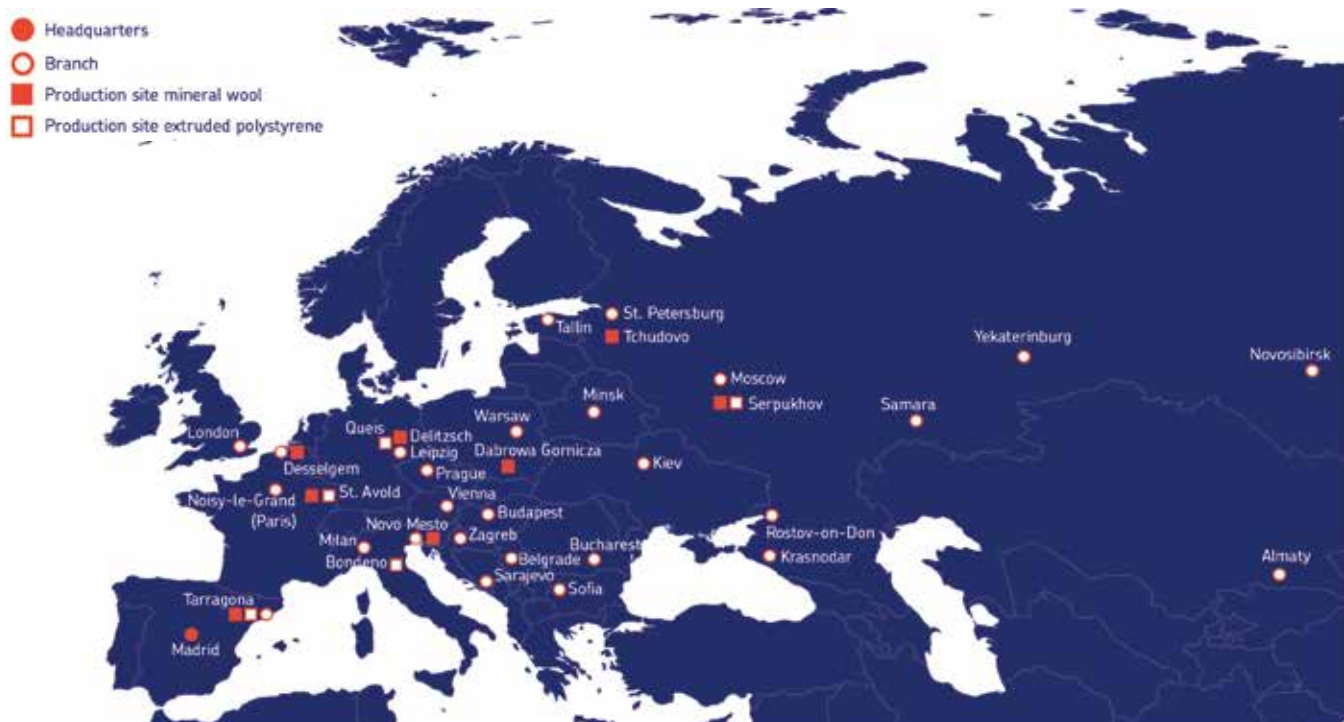 Headquarters
Branch
Production site mineral wool
Production site extruded polystyrene
St. Petersburg
Tallin
Tchudovo
Yekaterinburg
Novosibirsk
Moscow
Serpukhov
Samara
Minsk
Warsaw
London
Queis
Delitzsch
Leipzig
Dabrowa Gornicza
Desselgem
Prague
Kiev
Noisy-le-Grand
(Paris)
St. Avold
Vienna
Budapest
Novo Mesto
Milan
Zagreb
Bucharest
Rostov-on-Don
Bondeno
Belgrade
Krasnodar
Almaty
Sarajevo
Sofia
Tarragona
Madrid